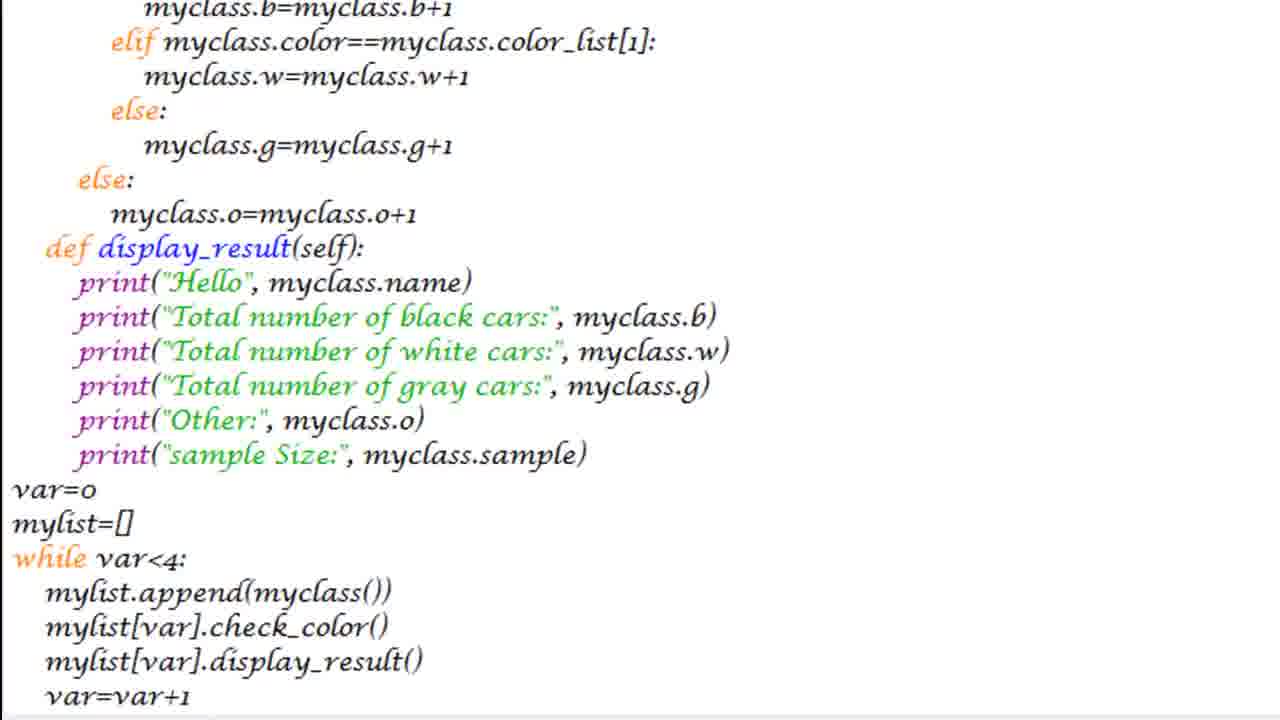 myclass.b=myclass.b+1
elif myclass.color==myclass.color_list[1]:
myclass.w=myclass.w+1
else:
myclass.g=myclass.g+1
else:
myclass.o=myclass.o+1
def display_result(self):
print("Hello", myclass.name)
print("Total number of black cars:", myclass.b)
print("Total number of white cars:", myclass.w)
print("Total number of gray cars:", myclass.g)
print("Other:", myclass.o)
print("sample Size:", myclass.sample)
var=0
mylist=[]
while var<4:
mylist.append(myclass())
mylist[var].check_color()
mylist[var].display_result()
var=var+1